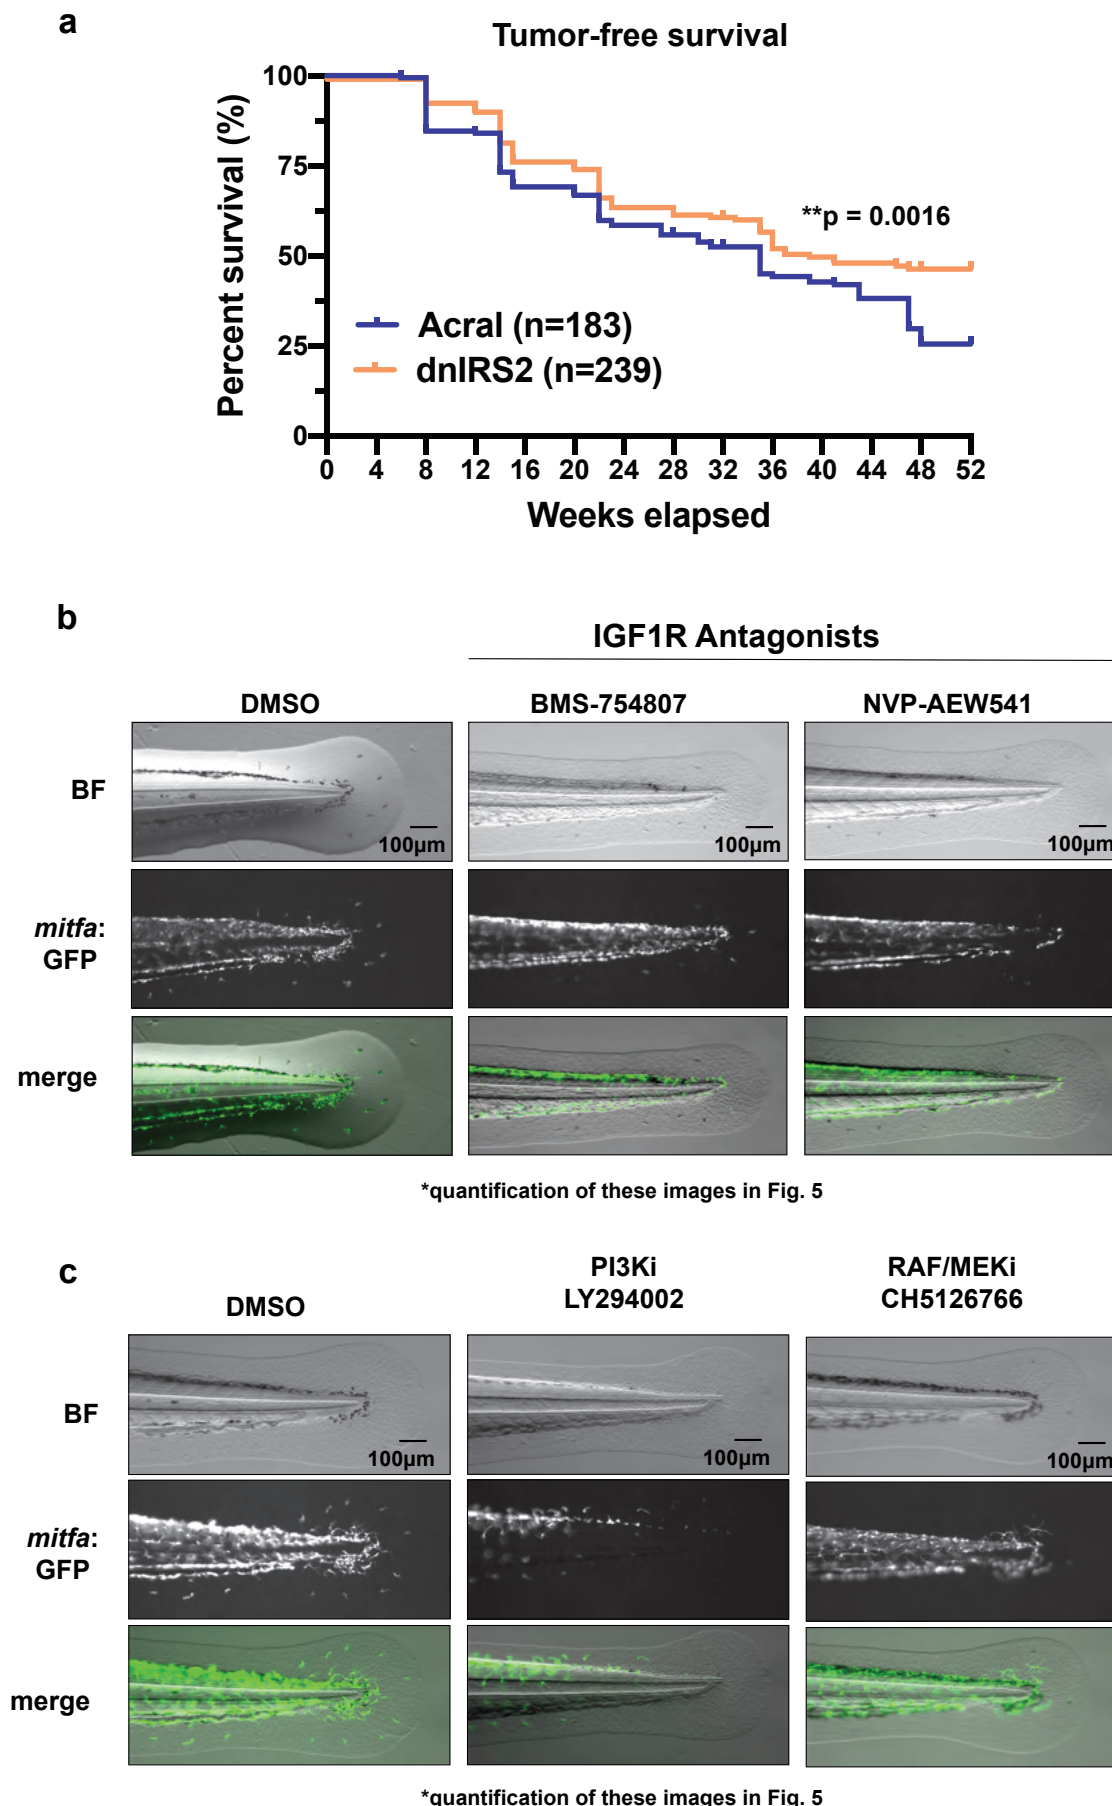 a
Tumor-free survival
Percent survival (%)
100
75
50
25
0
**p = 0.0016
Acral (n=183)
dnIRS2 (n=239)
0 4 8 12 16 20 24 28 32 36 40 44 48 52
Weeks elapsed
b
IGF1R Antagonists
DMSO BMS-754807 NVP-AEW541
BF
100µm 100µm 100µm
mitfa:
GFP
merge
*quantification of these images in Fig. 5
c
DMSO
PI3Ki
LY294002
RAF/MEKi
CH5126766
BF
100µm 100µm 100µm
mitfa:
GFP
merge
*quantification of these images in Fig. 5